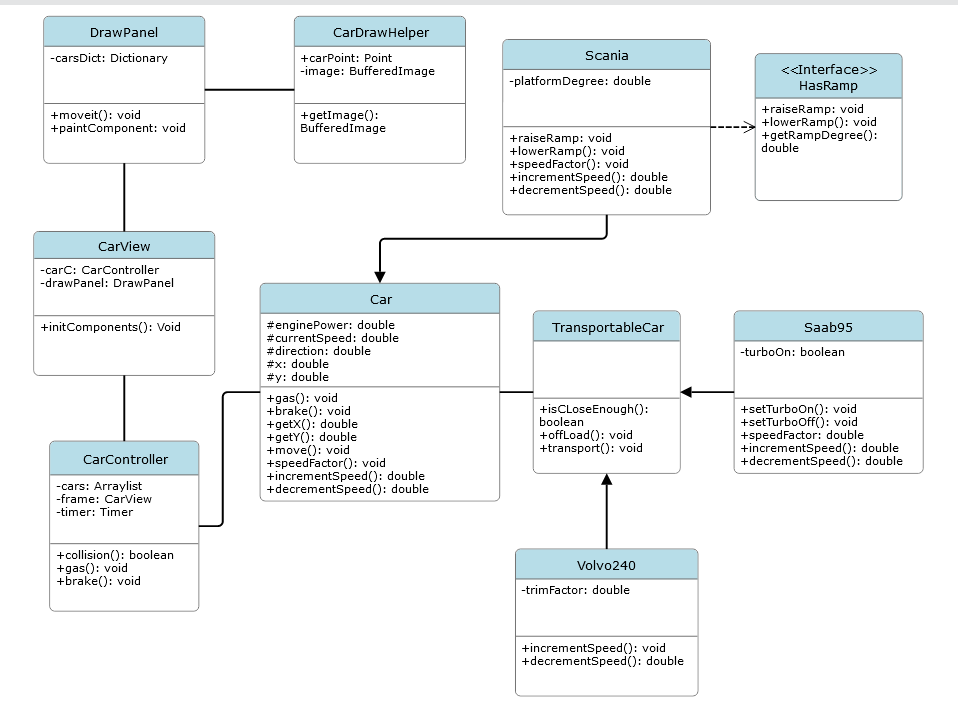 DrawPanel
-carsDict: Dictionary
+moveit(): void
+paintComponent: void
CarDrawHelper
+carPoint: Point
-image: BufferedImage
+getImage():
BufferedImage
Scania
-platformDegree: double
+raiseRamp: void
+lowerRamp(): void
+speedFactor(): void
+incrementSpeed(): double
+decrementSpeed(): double
<<Interface>>
HasRamp
+raiseRamp: void
+lowerRamp(): void
+getRampDegree():
double
CarView
-carC: CarController
-drawPanel: DrawPanel
+initComponents(): Void
Car
#enginePower: double
#currentSpeed: double
#direction: double
#x: double
#y: double
+gas(): void
+brake(): void
+getX(): double
+getY(): double
+move(): void
+speedFactor(): void
+incrementSpeed(): double
+decrementSpeed(): double
TransportableCar
+isCLoseEnough():
boolean
+offLoad(): void
+transport(): void
Saab95
-turboOn: boolean
+setTurboOn(): void
+setTurboOff(): void
+speedFactor: double
+incrementSpeed(): double
+decrementSpeed(): double
CarController
-cars: Arraylist
-frame: CarView
-timer: Timer
+collision(): boolean
+gas(): void
+brake(): void
Volvo240
-trimFactor: double
+incrementSpeed(): void
+decrementSpeed(): double